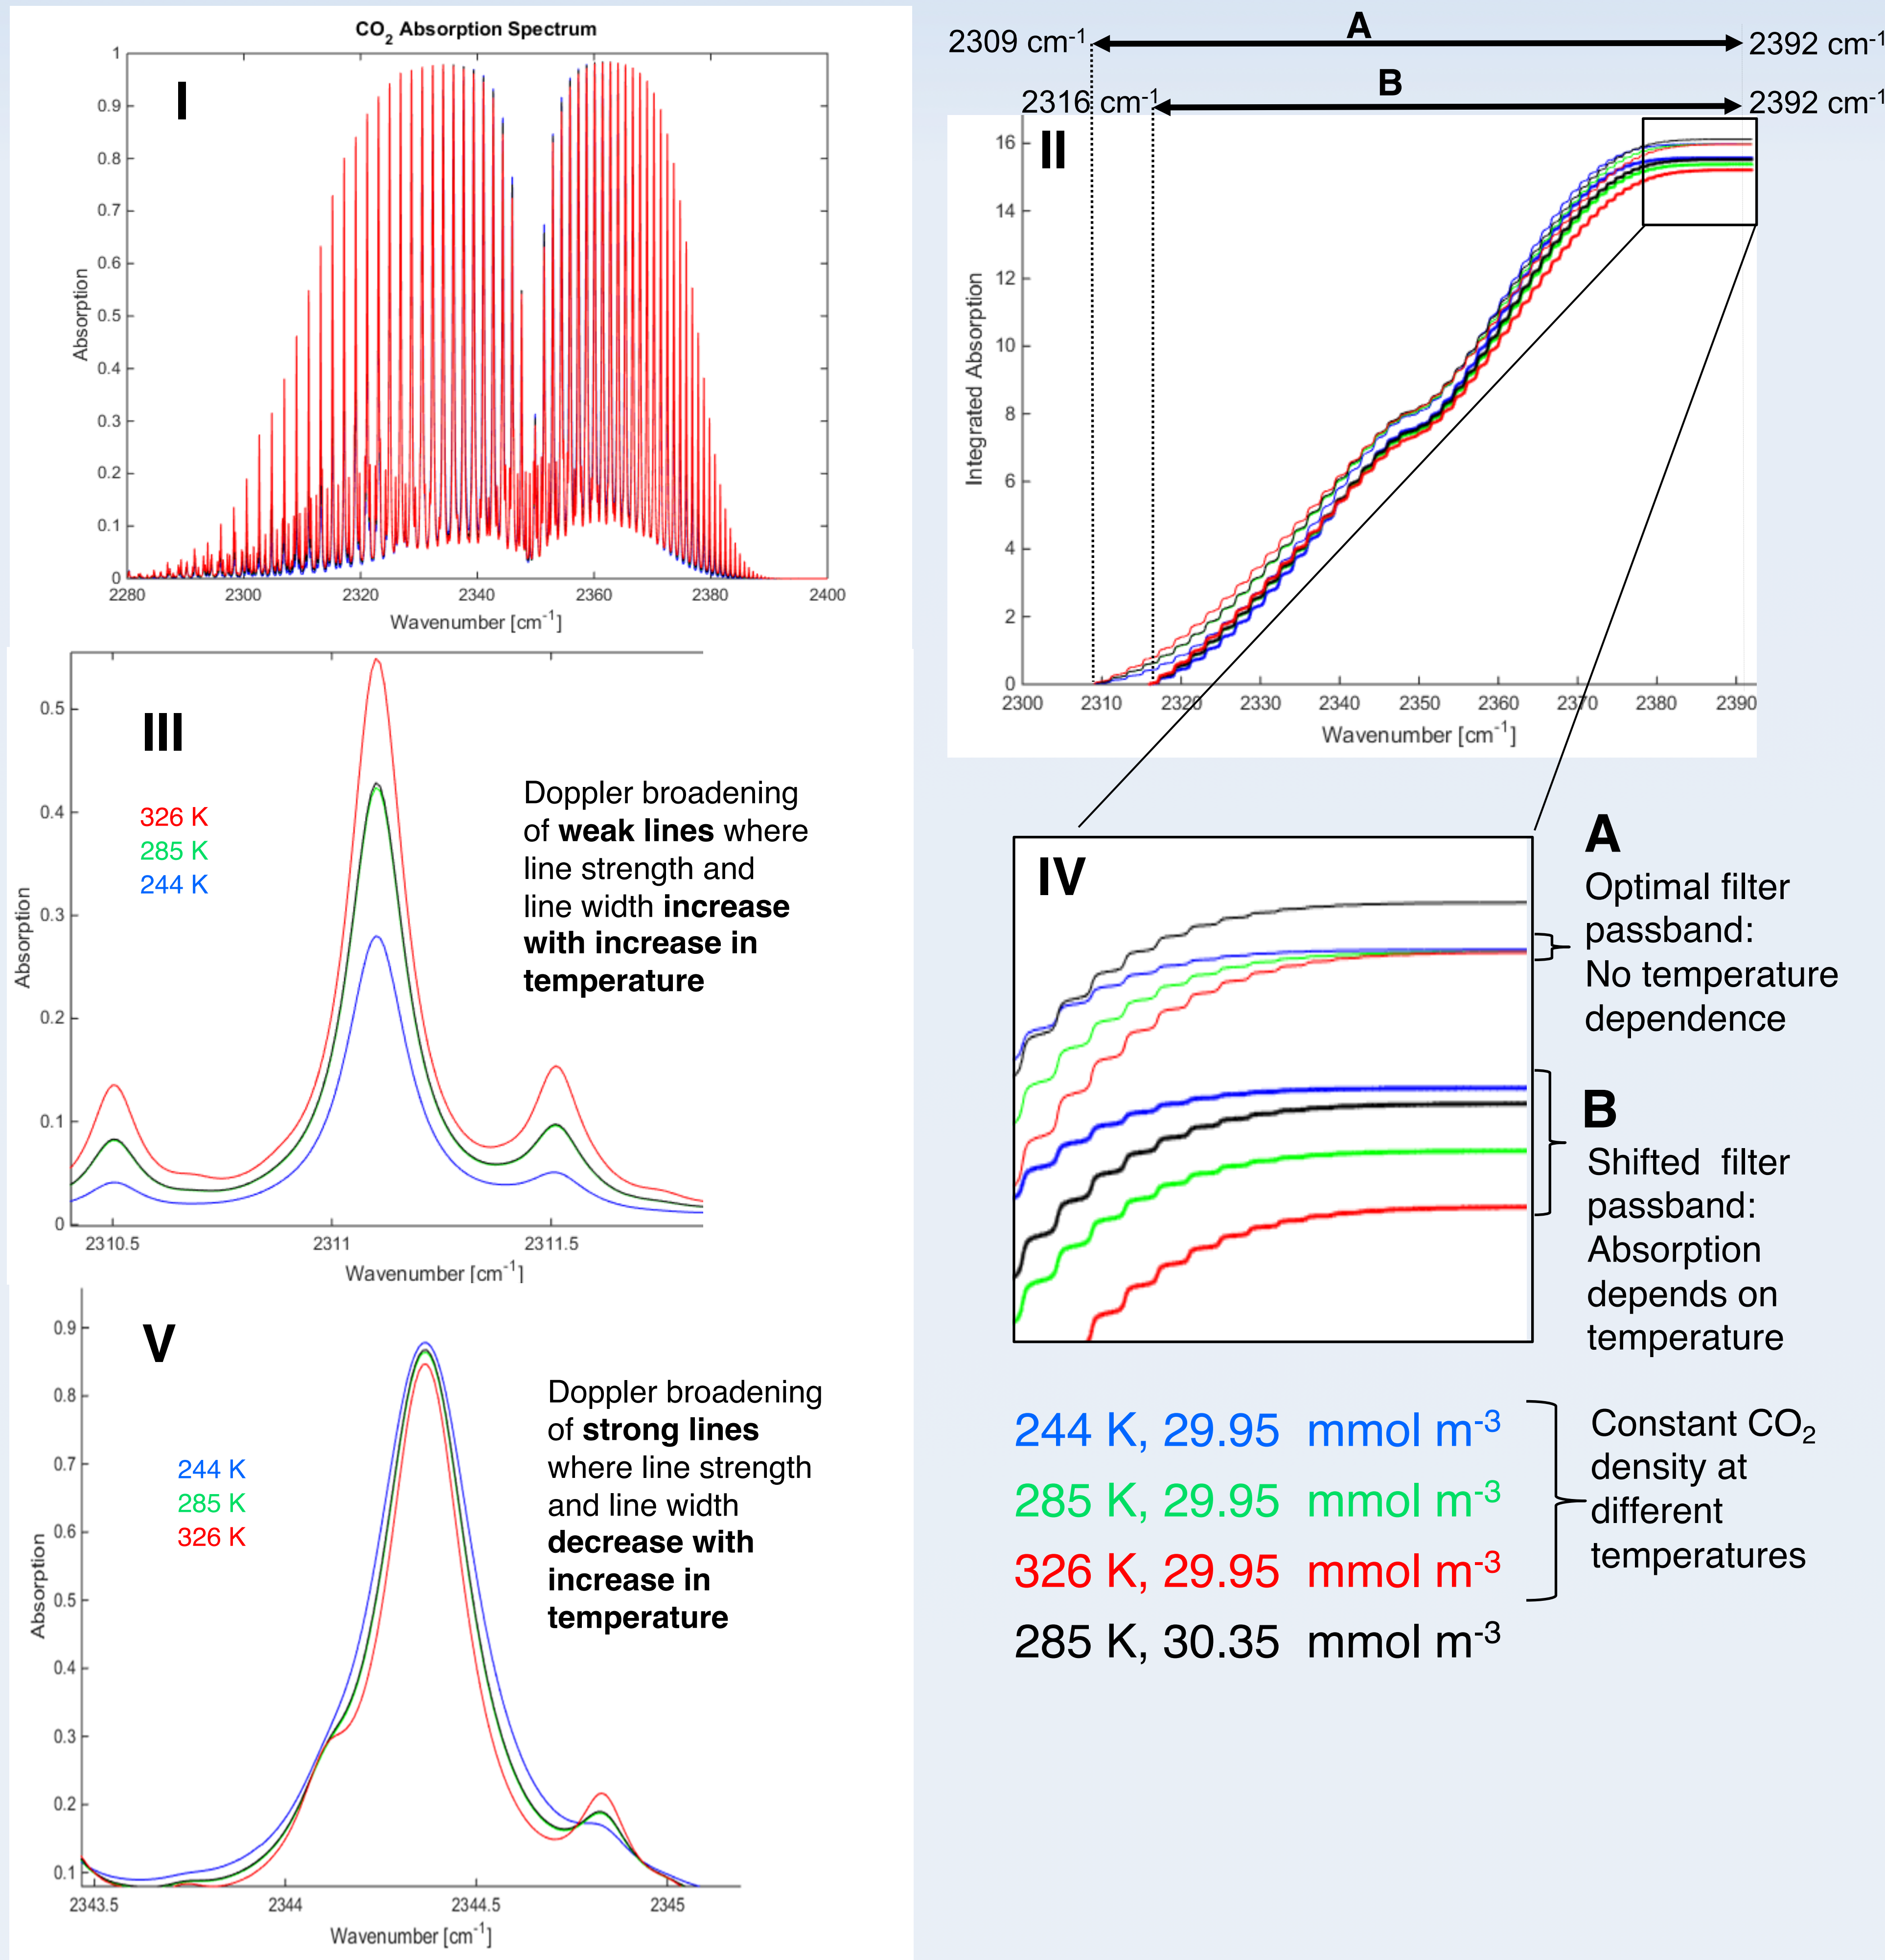 CO2 Absorption Spectrum
I
1
0.9
0.8
0.7
0.6
0.5
0.4
0.3
0.2
0.1
0
Absorption
2280 2300 2320 2340 2360 2380 2400
Wavenumber [cm-1]
2309 cm-1
A
2392 cm-1
2316 cm-1
B
2392 cm-1
II
16
14
12
10
8
6
4
2
0
Integrated Absorption
2300 2310 2320 2330 2340 2350 2360 2370 2380 2390
Wavenumber [cm-1]
III
326 K
285 K
244 K
Doppler broadening
of weak lines where
line strength and
line width increase
with increase in
temperature
0.5
0.4
0.3
0.2
0.1
0
Absorption
2310.5 2311 2311.5
Wavenumber [cm-1]
IV
A
Optimal filter
passband:
No temperature
dependence
B
Shifted filter
passband:
Absorption
depends on
temperature
V
244 K
285 K
326 K
Doppler broadening
of strong lines
where line strength
and line width
decrease with
increase in
temperature
0.9
0.8
0.7
0.6
0.5
0.4
0.3
0.2
0.1
Absorption
2343.5 2344 2344.5 2345
Wavenumber [cm-1]
244 K, 29.95 mmol m-3
285 K, 29.95 mmol m-3
326 K, 29.95 mmol m-3
285 K, 30.35 mmol m-3
Constant CO2
density at
different
temperatures